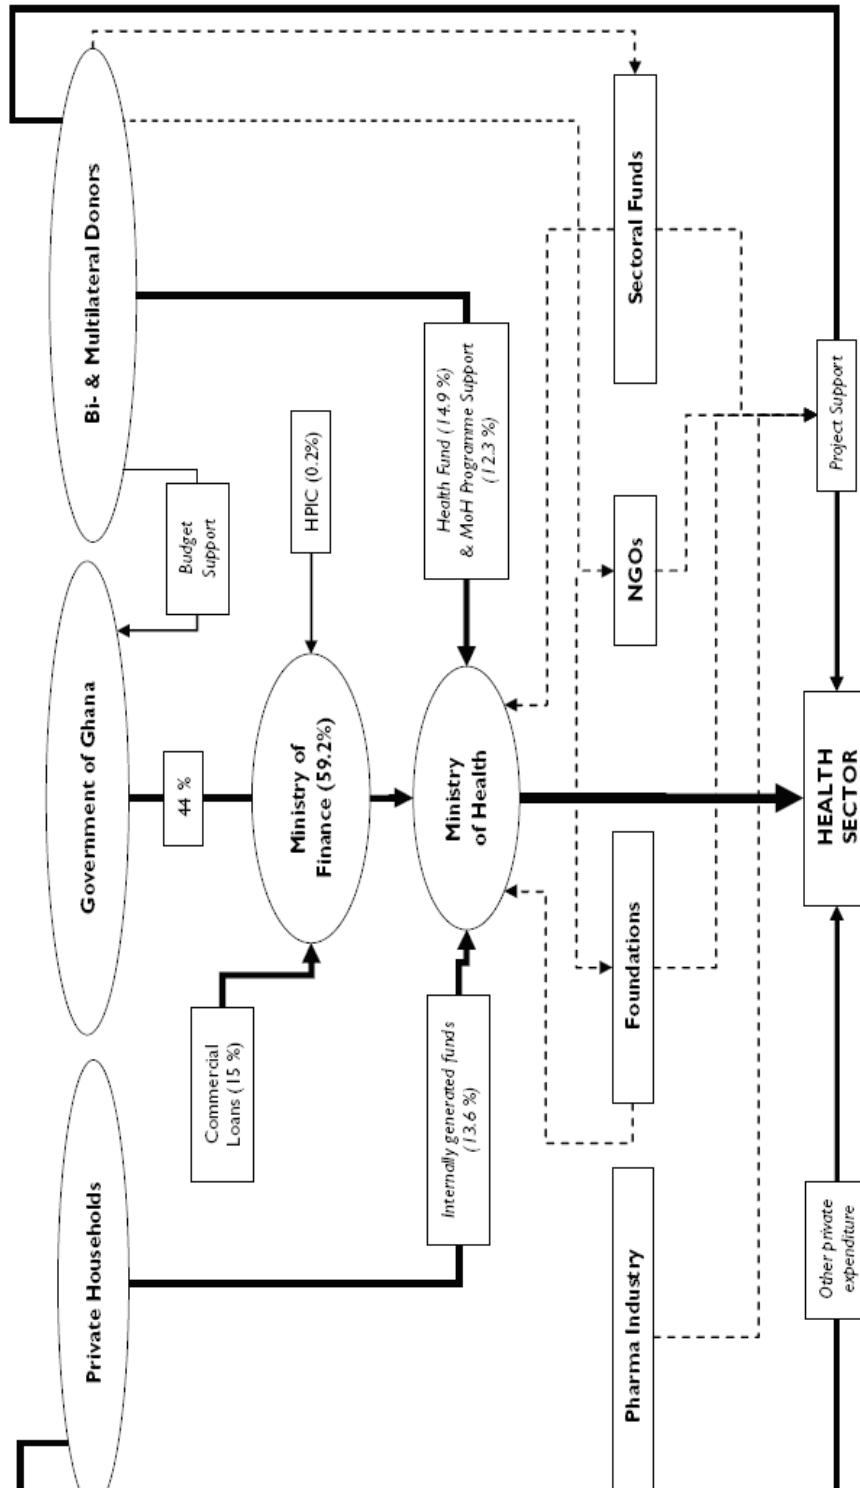 Private Households
Government of Ghana
Bi- & Multilateral Donors
44 %
Budget
Support
Commercial
Loans (15 %)
Ministry of
Finance (59.2%)
HPIC (0.2%)
Internally generated funds
(13.6 %)
Ministry
of Health
Health Fund (14.9 %)
& MoH Programme Support
(12.3 %)
Pharma Industry
Foundations
NGOs
Sectoral Funds
Other private
expenditure
HEALTH
SECTOR
Project Support